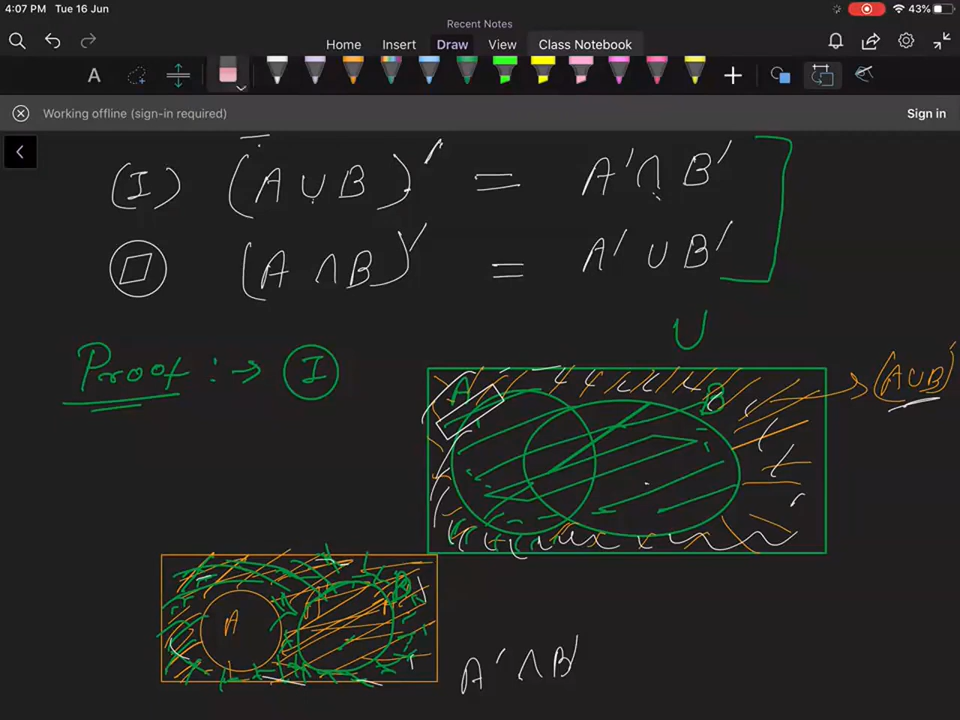 4:07 PM Tue 16 Jun 43%
Recent Notes
Home Insert Draw View Class Notebook
A
Working offline (sign-in required) Sign in
(I) (A ∪ B)′ = A′ ∩ B′
(A ∩ B)′ = A′ ∪ B′
U
Proof :→ I
(A∪B)′
A B
A B
A′ ∩ B′